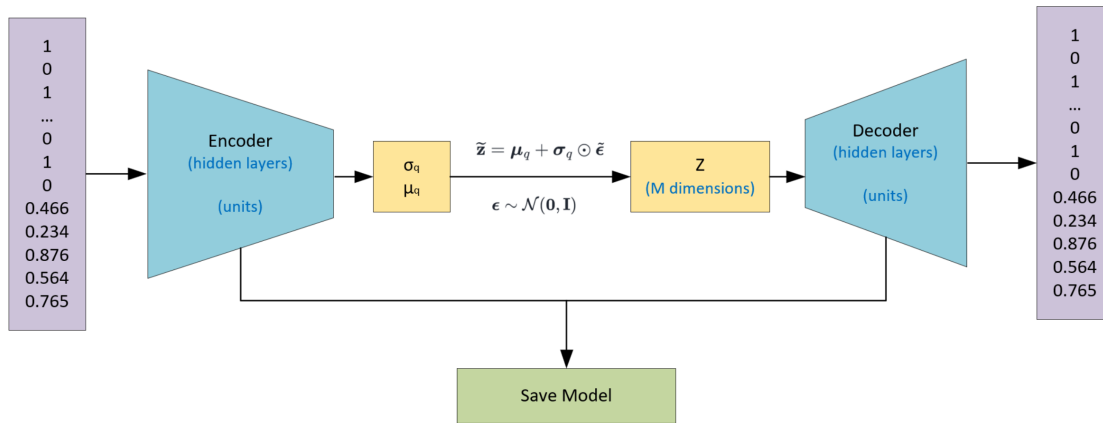 1
0
1
...
0
1
0
0.466
0.234
0.876
0.564
0.765
Encoder
(hidden layers)
(units)
σq
μq
z̃ = μq + σq ⊙ ϵ̃
ϵ ∼ 𝒩(0, I)
Z
(M dimensions)
Decoder
(hidden layers)
(units)
1
0
1
...
0
1
0
0.466
0.234
0.876
0.564
0.765
Save Model